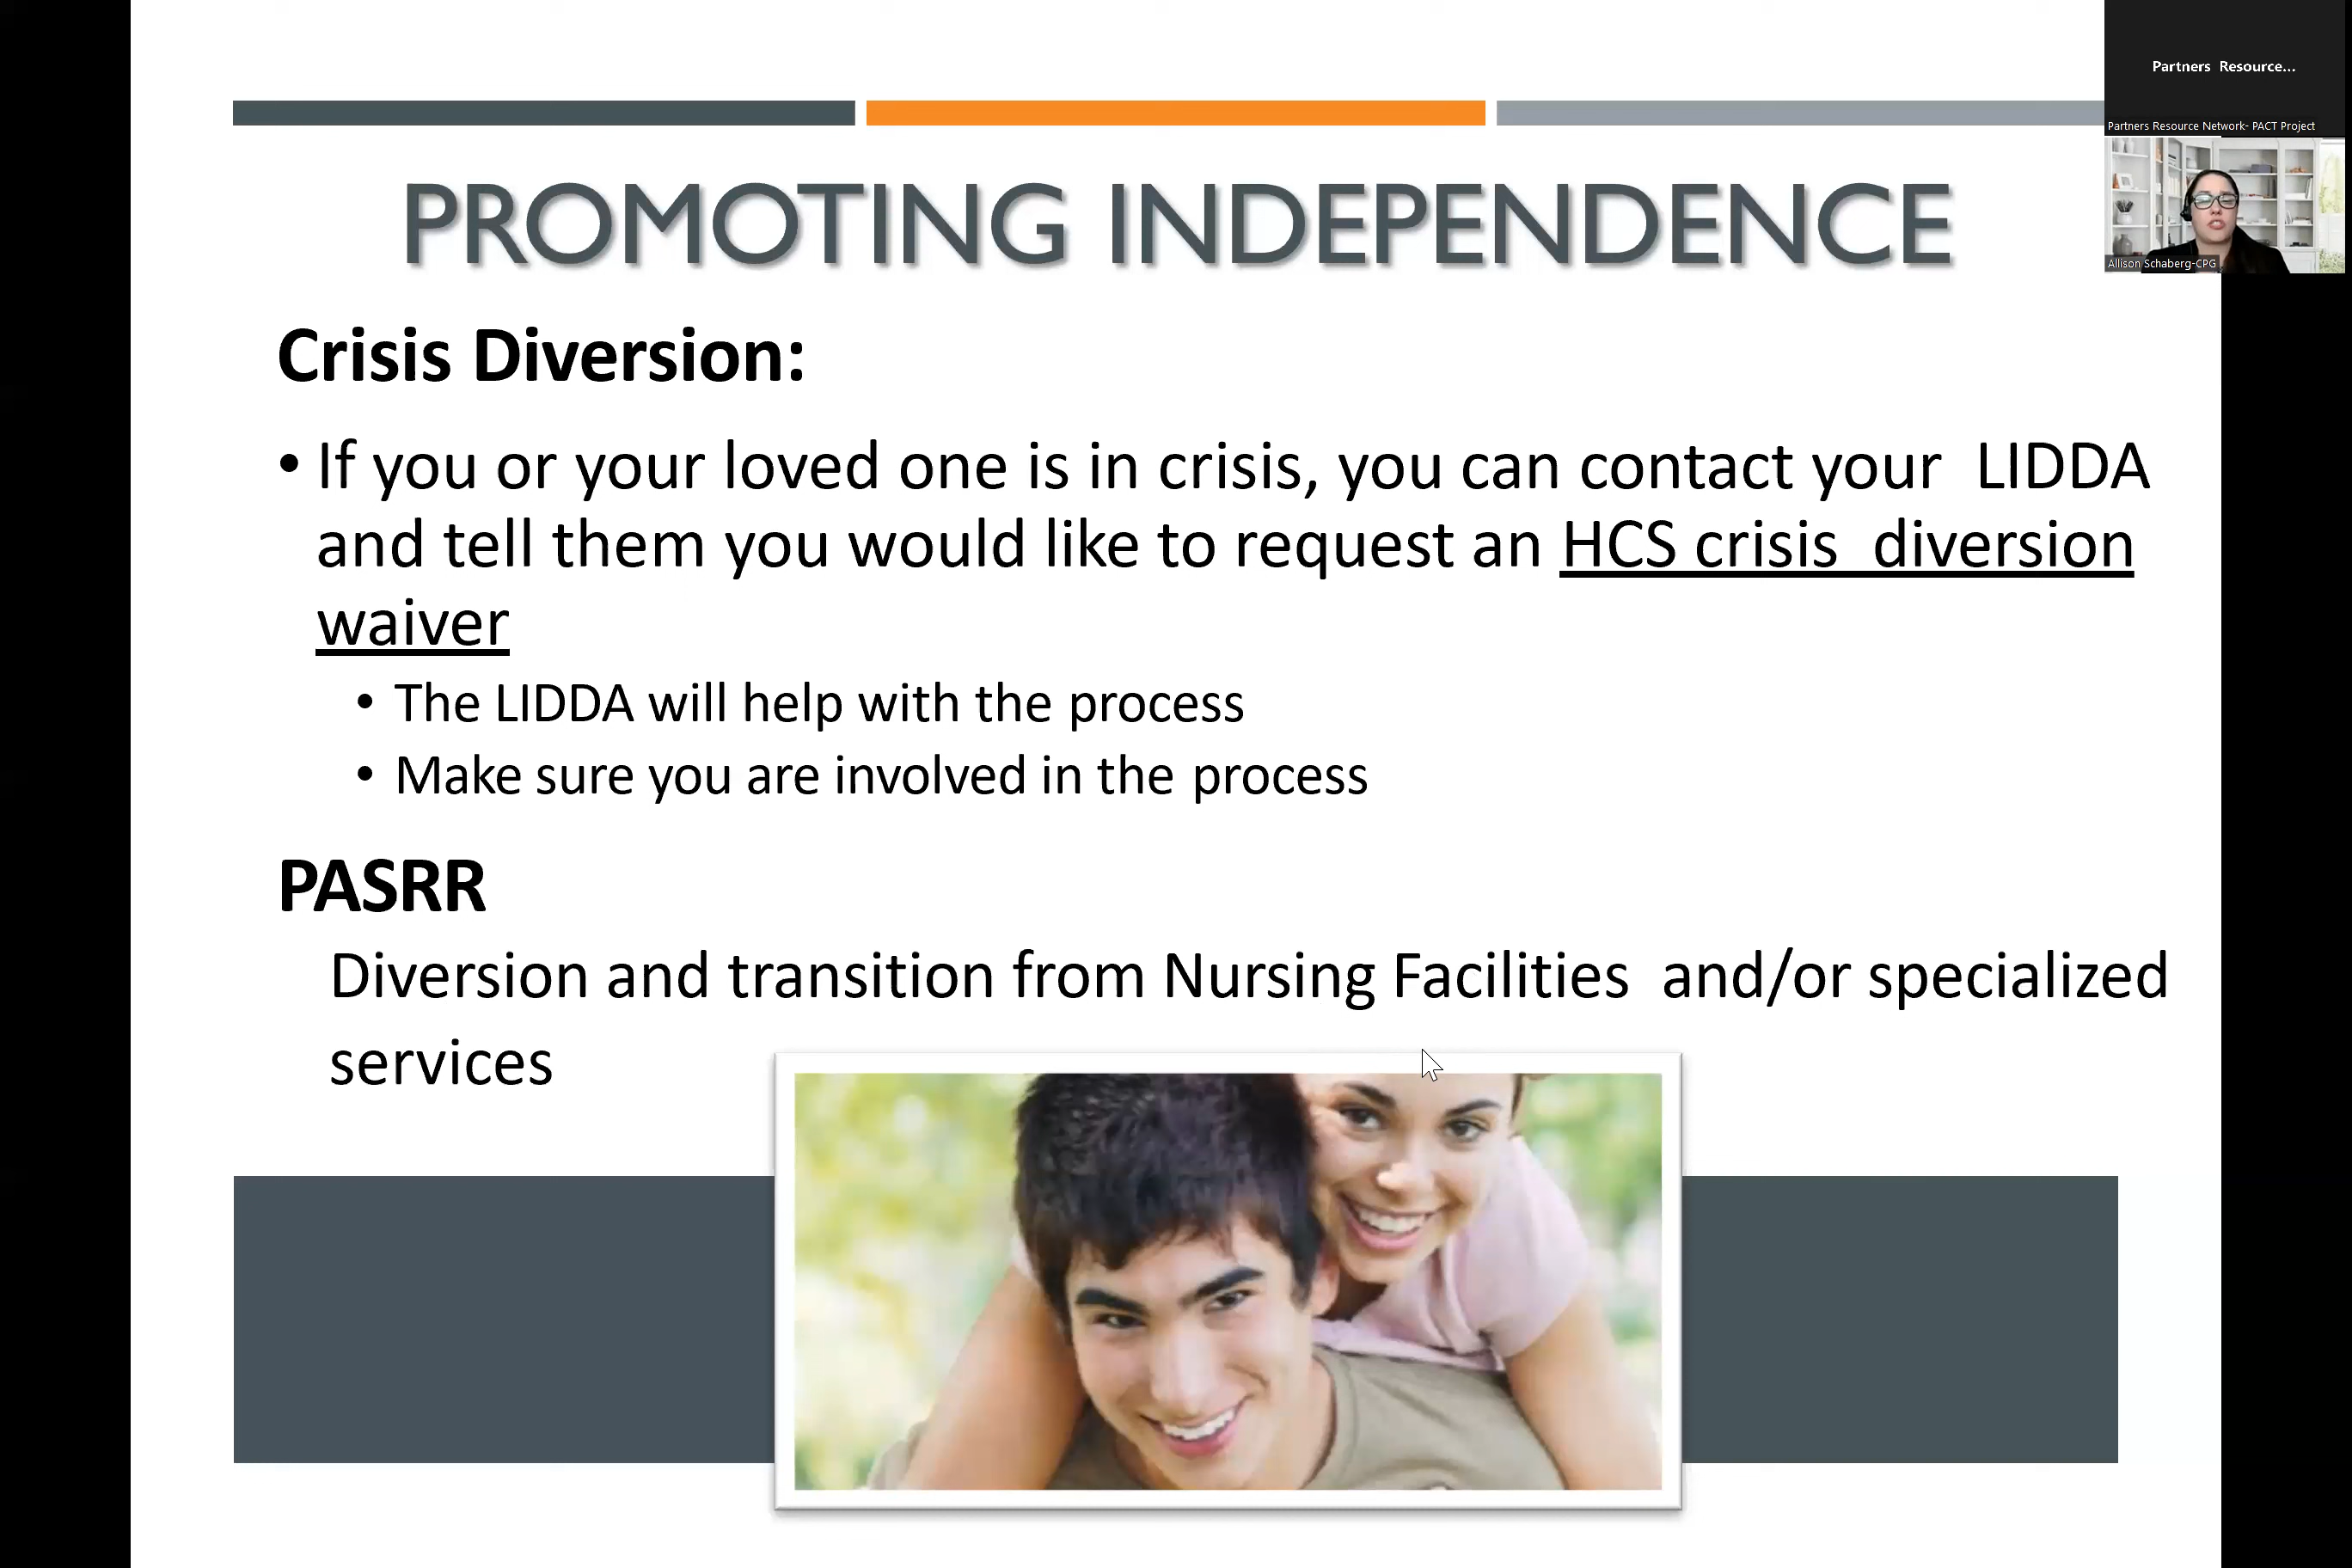 Partners Resource...
Partners Resource Network- PACT Project
Allison Schaberg-CPG
PROMOTING INDEPENDENCE
Crisis Diversion:
• If you or your loved one is in crisis, you can contact your LIDDA
and tell them you would like to request an HCS crisis diversion
waiver
• The LIDDA will help with the process
• Make sure you are involved in the process
PASRR
Diversion and transition from Nursing Facilities and/or specialized
services